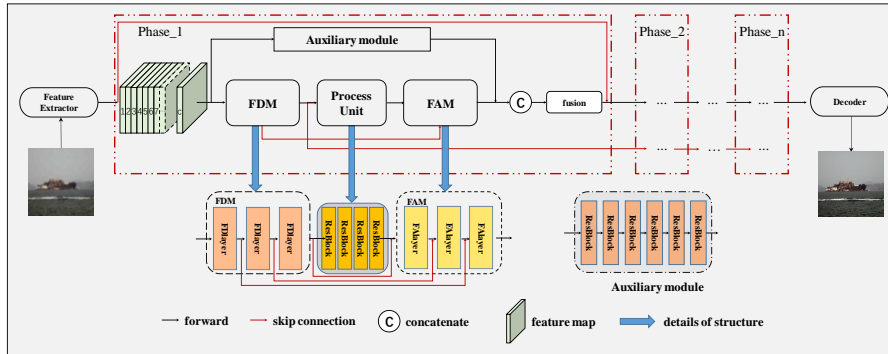 Phase_1
Phase_2
Phase_n
Auxiliary module
Feature
Extractor
1234567
c
FDM
Process
Unit
FAM
C
fusion
...
...
...
...
Decoder
...
...
...
...
FDM
FDlayer
FDlayer
FDlayer
ResBlock
ResBlock
ResBlock
ResBlock
FAM
FAlayer
FAlayer
FAlayer
ResBlock
ResBlock
ResBlock
ResBlock
ResBlock
ResBlock
Auxiliary module
forward
skip connection
C
concatenate
feature map
details of structure